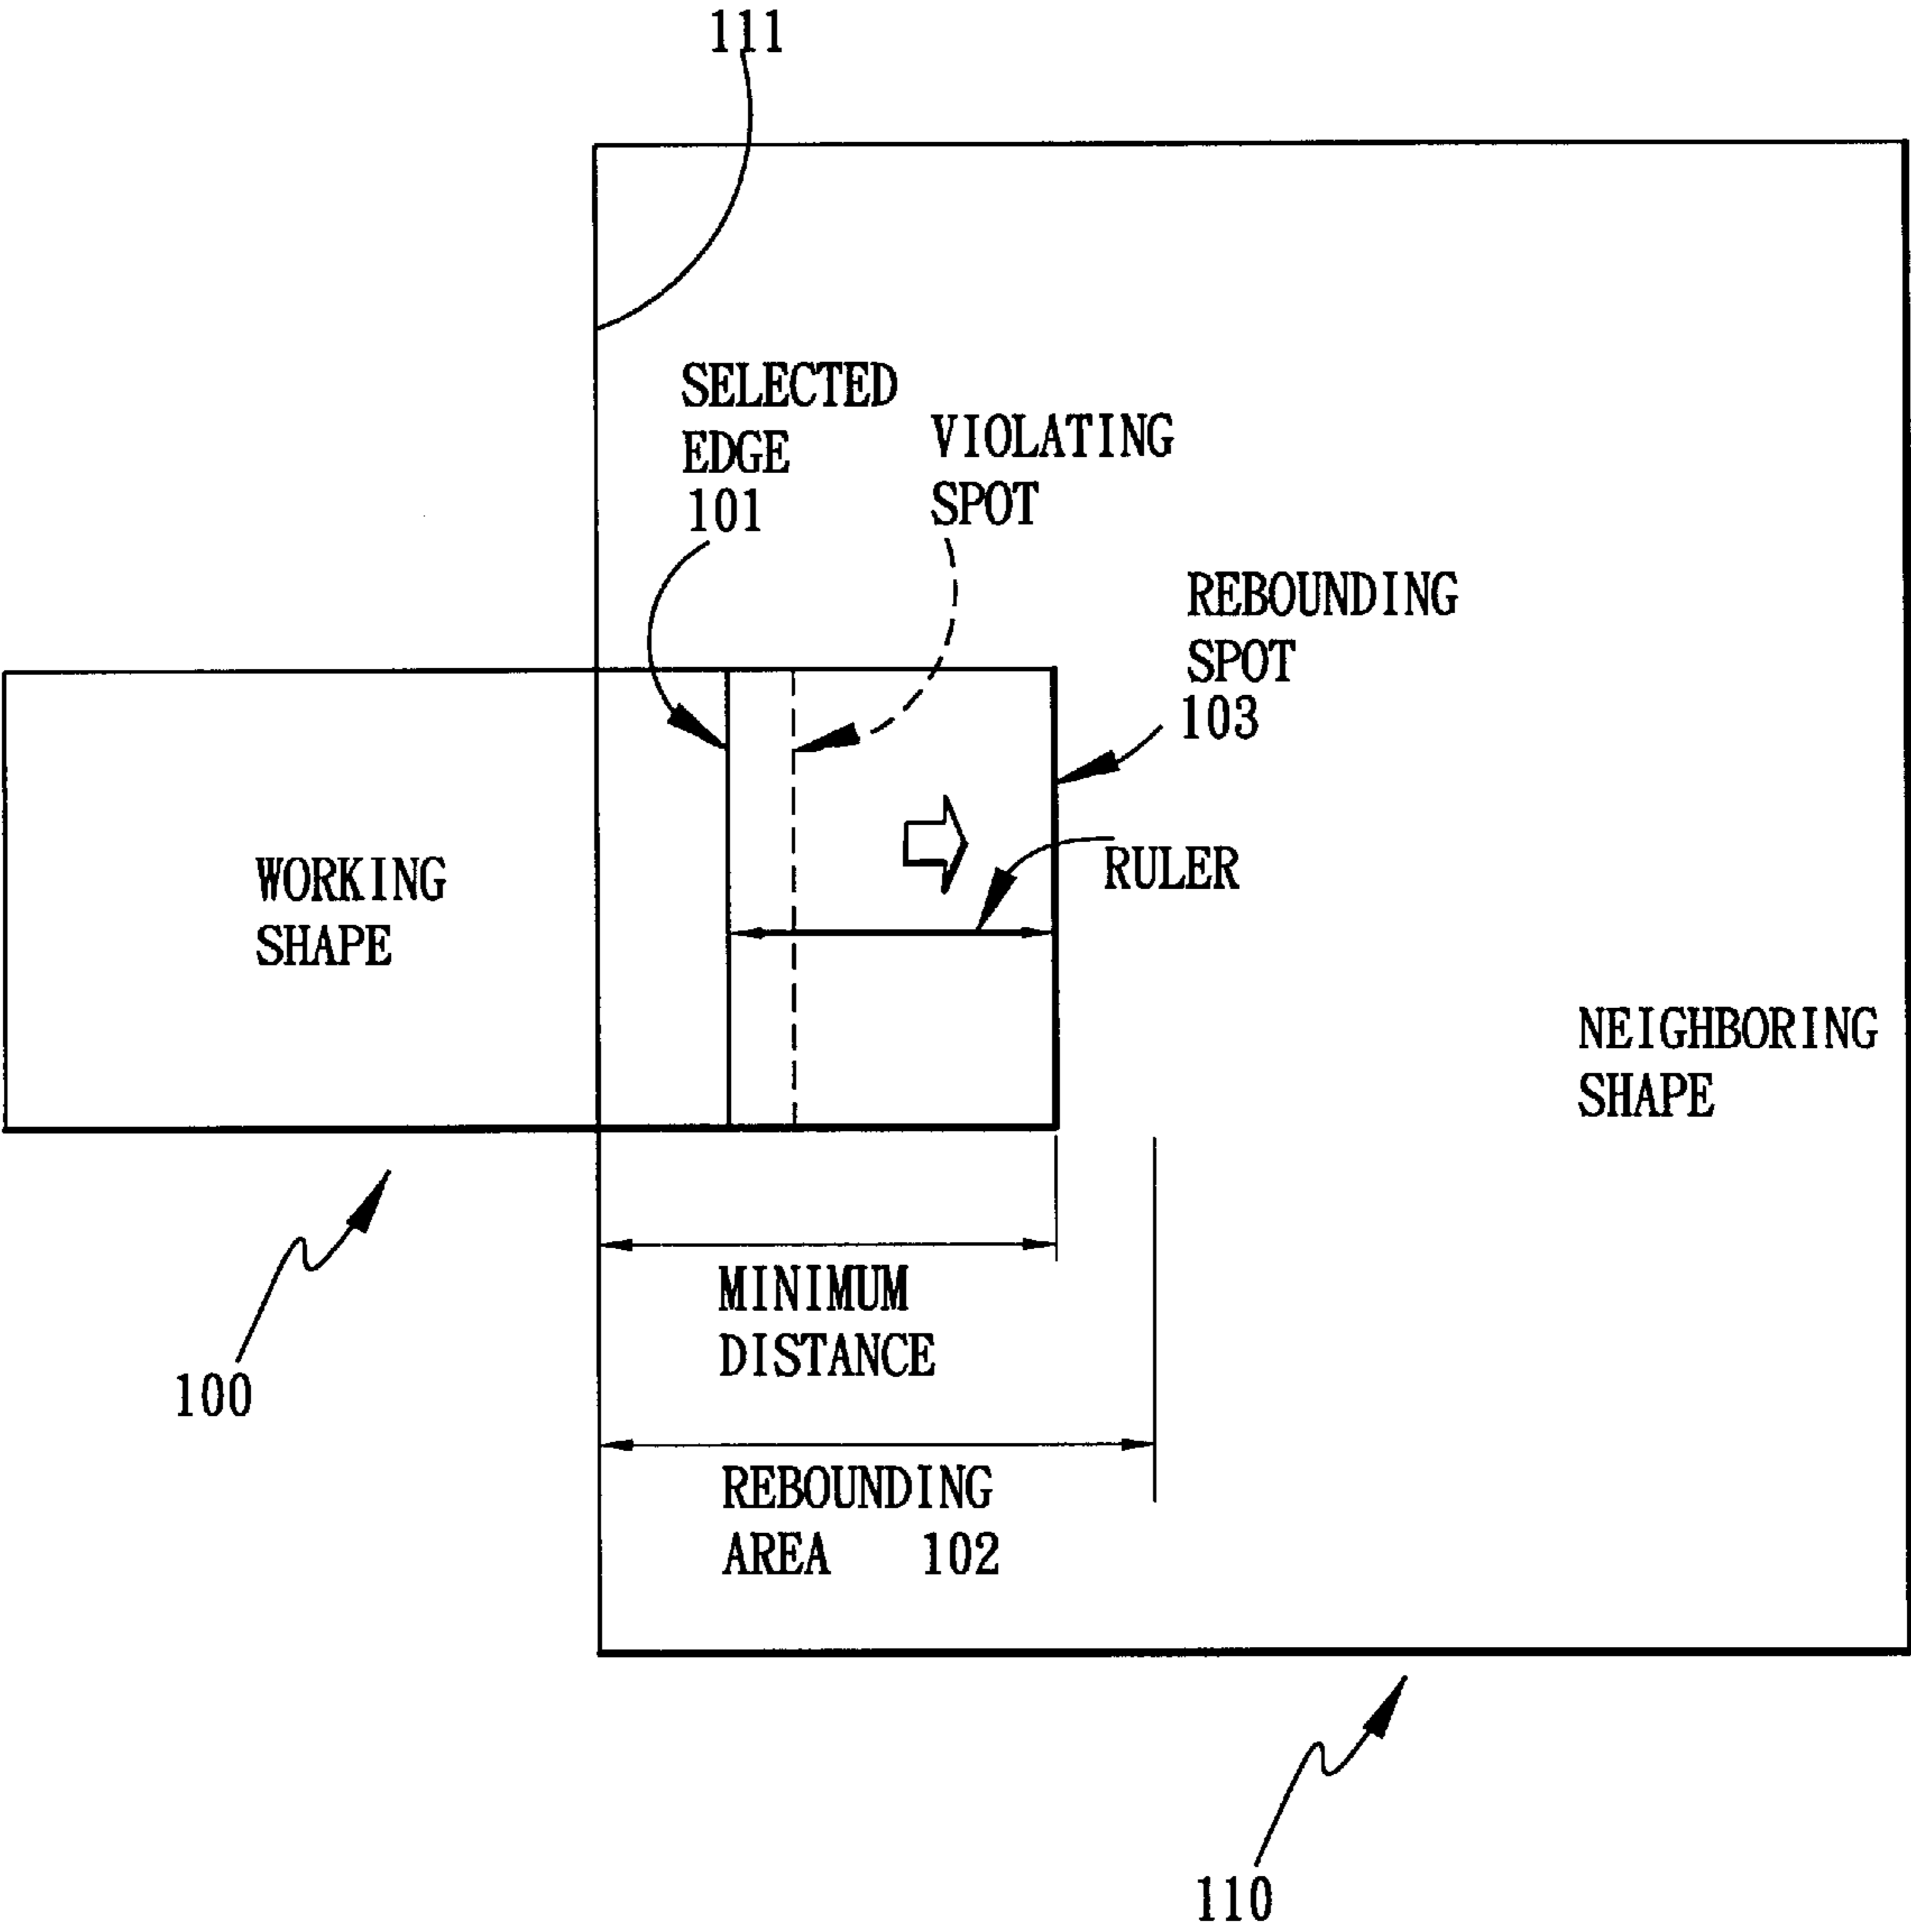 111
SELECTED
EDGE
101
VIOLATING
SPOT
REBOUNDING
SPOT
103
WORKING
SHAPE
RULER
NEIGHBORING
SHAPE
MINIMUM
DISTANCE
100
REBOUNDING
AREA 102
110